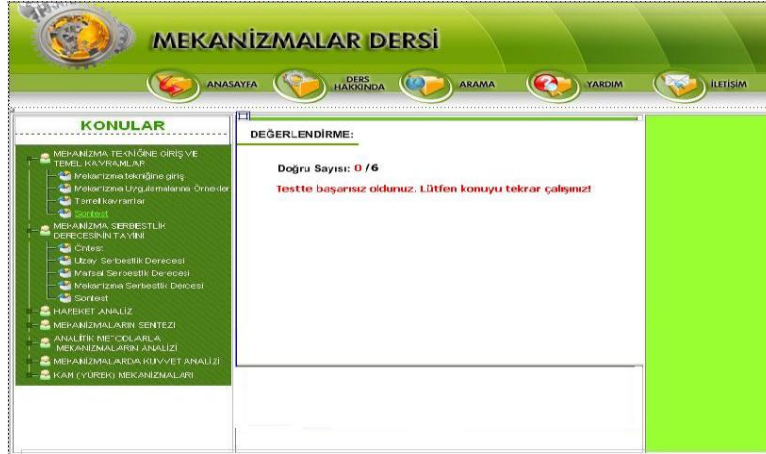 MEKANİZMALAR DERSİ
ANASAYFA
DERS
HAKKINDA
ARAMA
YARDIM
İLETİŞİM
KONULAR
MEKANİZMA TEKNİĞİNE GİRİŞ VE
TEMEL KAVRAMLAR
Mekanizma tekniğine giriş
Mekanizma Uygulamalarına Örnekler
Temel kavramlar
Sontest
MEKANİZMA SERBESTLİK
DERECESİNİN TAYİNİ
Öntest
Uzay Serbestlik Derecesi
Mafsal Serbestlik Derecesi
Mekanizma Serbestlik Dercesi
Sontest
HAREKET ANALİZ
MEKANİZMALARIN SENTEZI
ANALİTİK METODLARLA
MEKANİZMALARIN ANALİZİ
MEKANİZMALARDA KUVVET ANALİZİ
KAM (YÜREK) MEKANİZMALARI
DEĞERLENDİRME:
Doğru Sayısı: 0 /6
Testte başarısız oldunuz. Lütfen konuyu tekrar çalışınız!